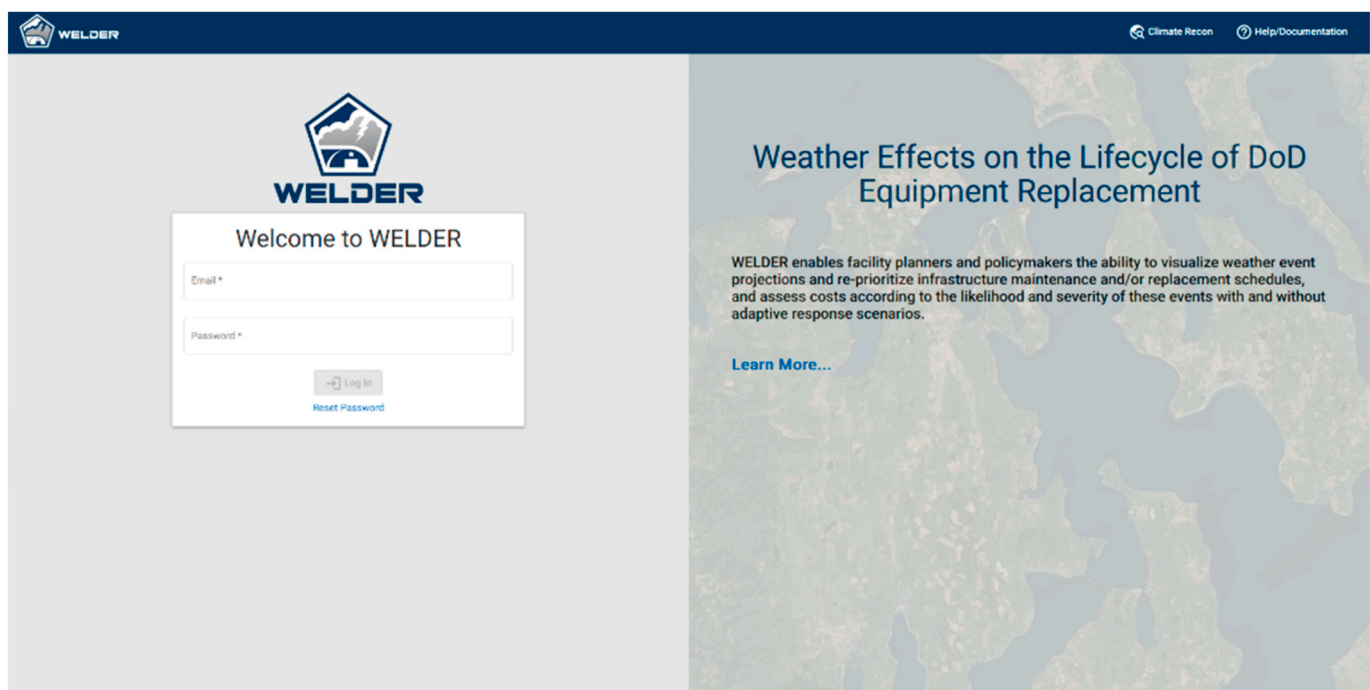 WELDER
Climate Recon
Help/Documentation
WELDER
Welcome to WELDER
Email *
Password *
Log In
Reset Password
Weather Effects on the Lifecycle of DoD
Equipment Replacement
WELDER enables facility planners and policymakers the ability to visualize weather event
projections and re-prioritize infrastructure maintenance and/or replacement schedules,
and assess costs according to the likelihood and severity of these events with and without
adaptive response scenarios.
Learn More...